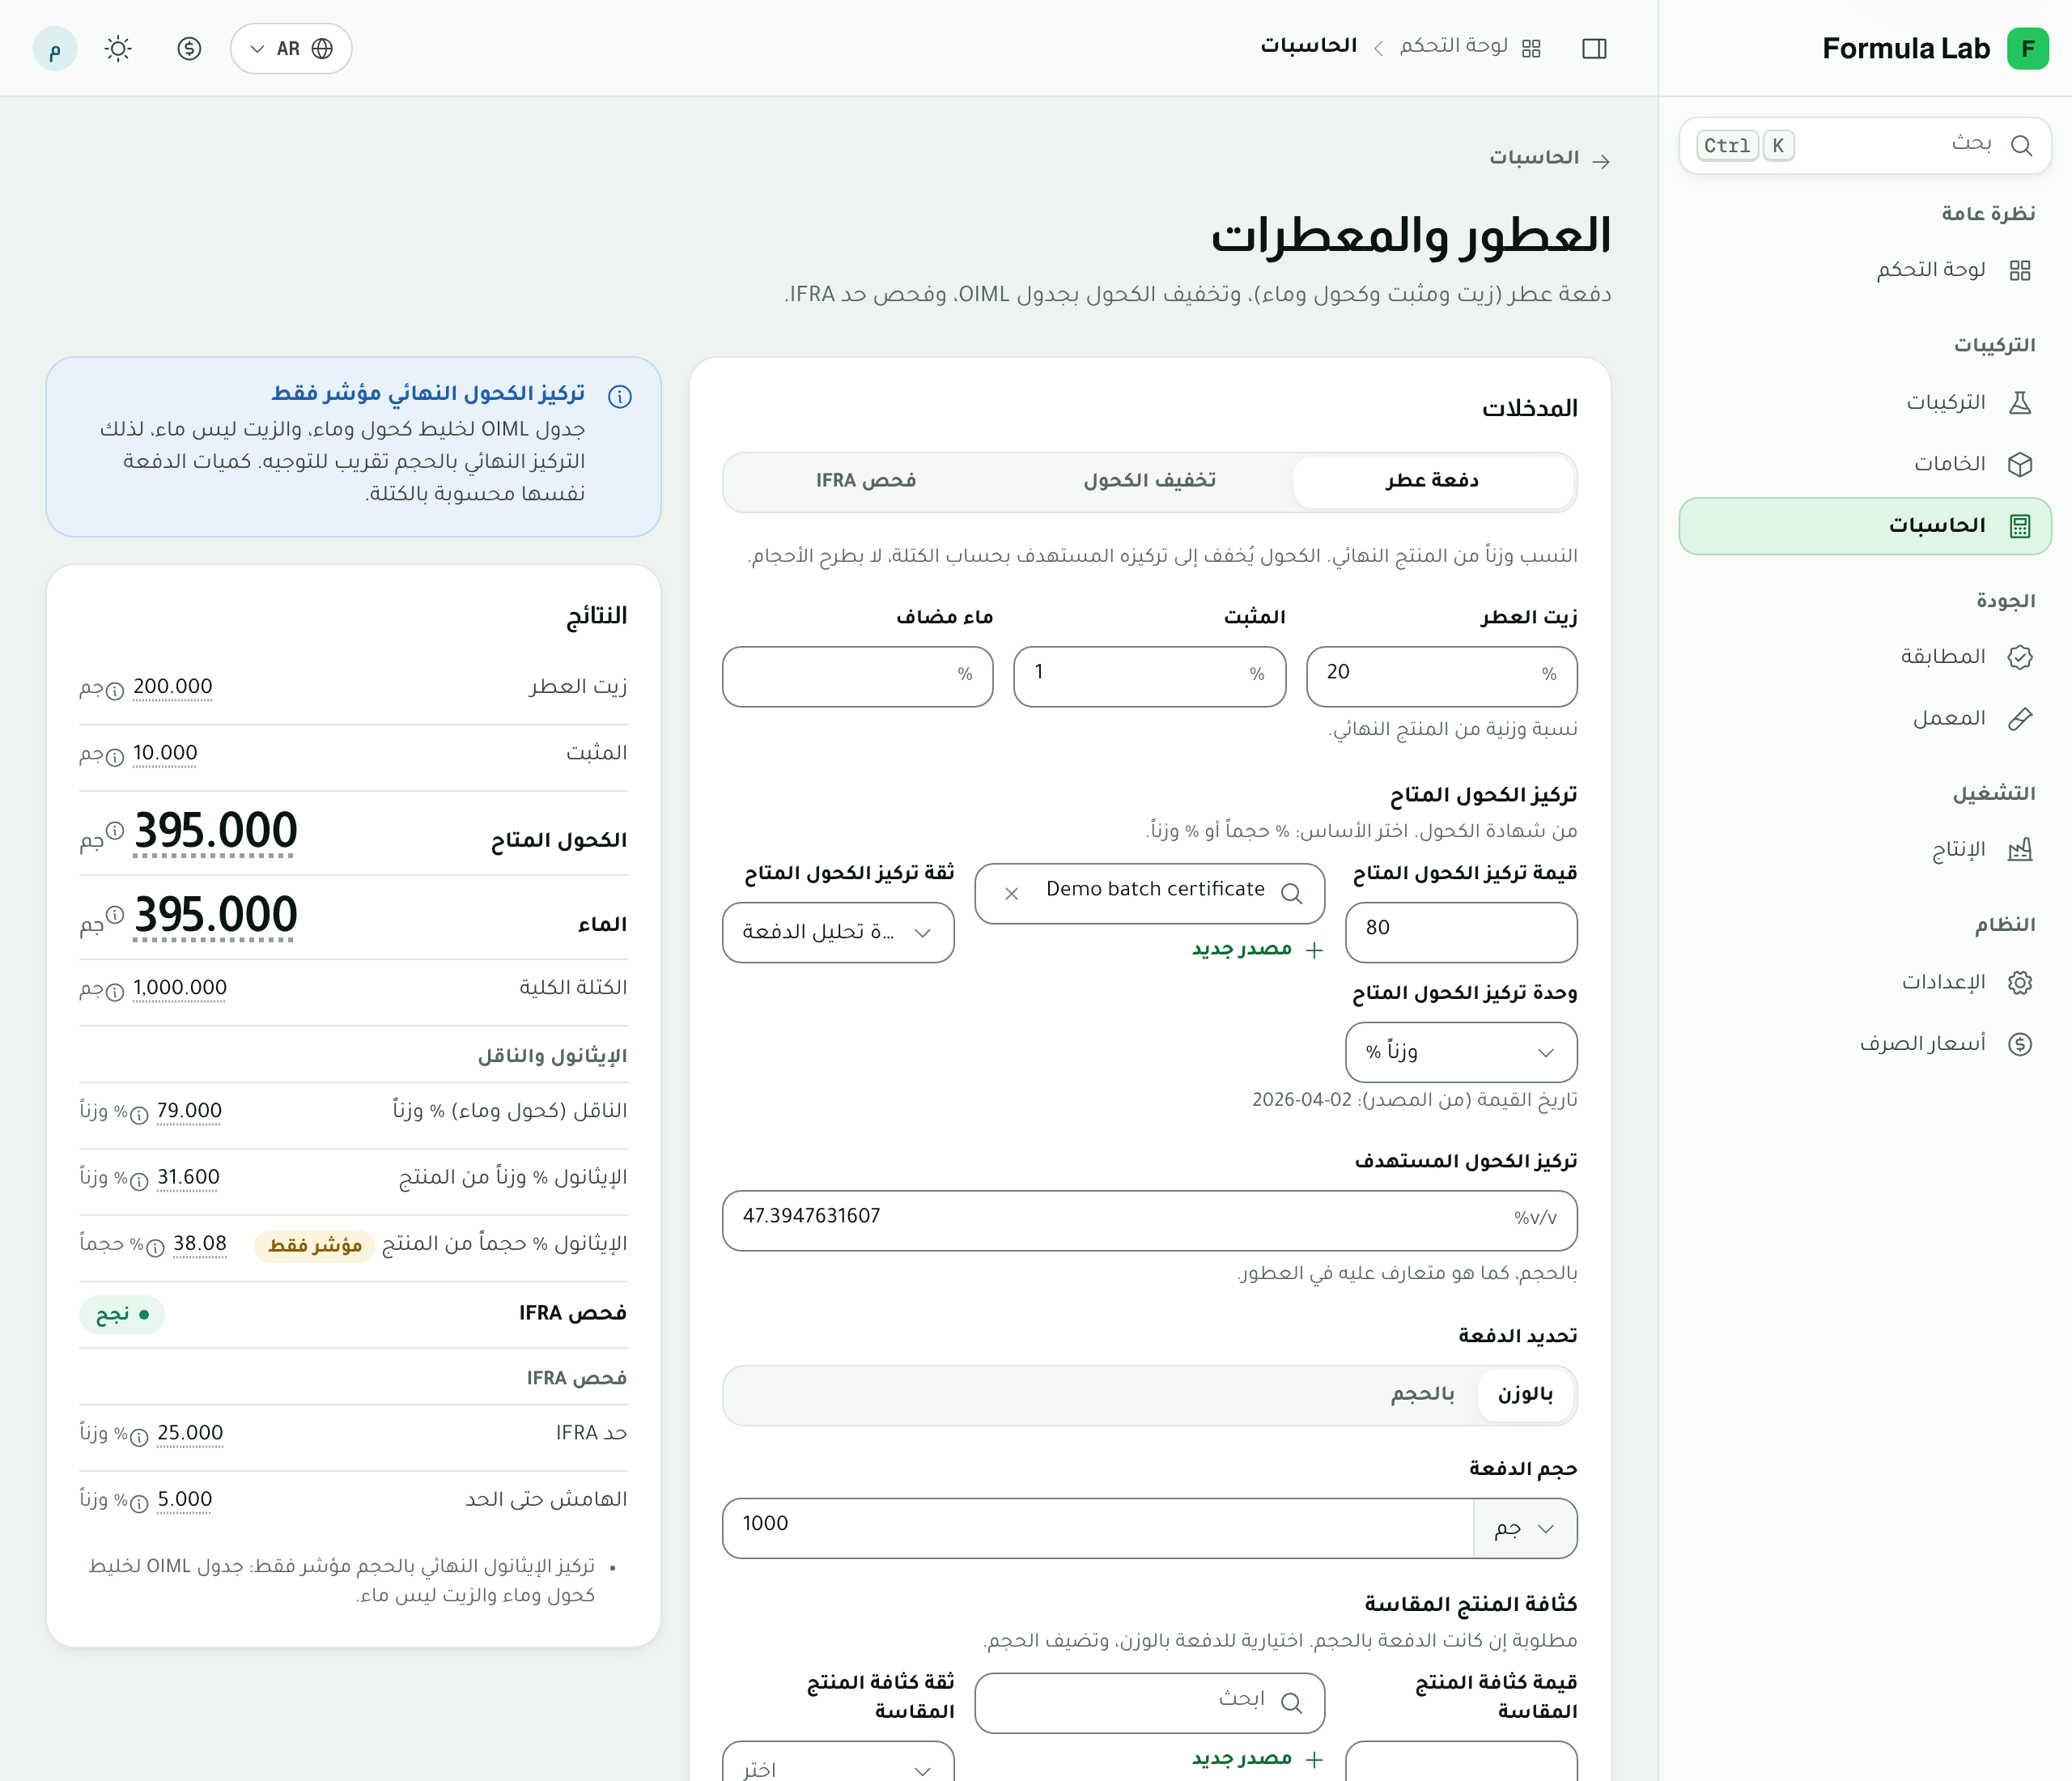 Formula Lab
F
بحث
Ctrl K
نظرة عامة
لوحة التحكم
التركيبات
التركيبات
الخامات
الحاسبات
الجودة
المطابقة
المعمل
التشغيل
الإنتاج
النظام
الإعدادات
أسعار الصرف
لوحة التحكم
الحاسبات
AR
م
الحاسبات
العطور والمعطرات
دفعة عطر (زيت ومثبت وكحول وماء)، وتخفيف الكحول بجدول OIML، وفحص حد IFRA.
المدخلات
دفعة عطر
تخفيف الكحول
فحص IFRA
النسب وزناً من المنتج النهائي. الكحول يُخفف إلى تركيزه المستهدف بحساب الكتلة، لا بطرح الأحجام.
زيت العطر
المثبت
ماء مضاف
% 20
% 1
%
نسبة وزنية من المنتج النهائي.
تركيز الكحول المتاح
من شهادة الكحول. اختر الأساس: % حجماً أو % وزناً.
قيمة تركيز الكحول المتاح
80
Demo batch certificate
مصدر جديد
ثقة تركيز الكحول المتاح
...ة تحليل الدفعة
وحدة تركيز الكحول المتاح
% وزناً
تاريخ القيمة (من المصدر): 2026-04-02
تركيز الكحول المستهدف
%v/v 47.3947631607
بالحجم، كما هو متعارف عليه في العطور.
تحديد الدفعة
بالوزن
بالحجم
حجم الدفعة
جم 1000
كثافة المنتج المقاسة
مطلوبة إن كانت الدفعة بالحجم. اختيارية للدفعة بالوزن، وتضيف الحجم.
قيمة كثافة المنتج
المقاسة
ابحث
مصدر جديد
ثقة كثافة المنتج
المقاسة
اختر
تركيز الكحول النهائي مؤشر فقط
جدول OIML لخليط كحول وماء، والزيت ليس ماء، لذلك
التركيز النهائي بالحجم تقريب للتوجيه. كميات الدفعة
نفسها محسوبة بالكتلة.
النتائج
زيت العطر 200.000 جم
المثبت 10.000 جم
الكحول المتاح 395.000 جم
الماء 395.000 جم
الكتلة الكلية 1,000.000 جم
الإيثانول والناقل
الناقل (كحول وماء) % وزناً 79.000 % وزناً
الإيثانول % وزناً من المنتج 31.600 % وزناً
الإيثانول % حجماً من المنتج مؤشر فقط 38.08 % حجماً
فحص IFRA نجح
فحص IFRA
حد IFRA 25.000 % وزناً
الهامش حتى الحد 5.000 % وزناً
• تركيز الإيثانول النهائي بالحجم مؤشر فقط: جدول OIML لخليط
كحول وماء والزيت ليس ماء.